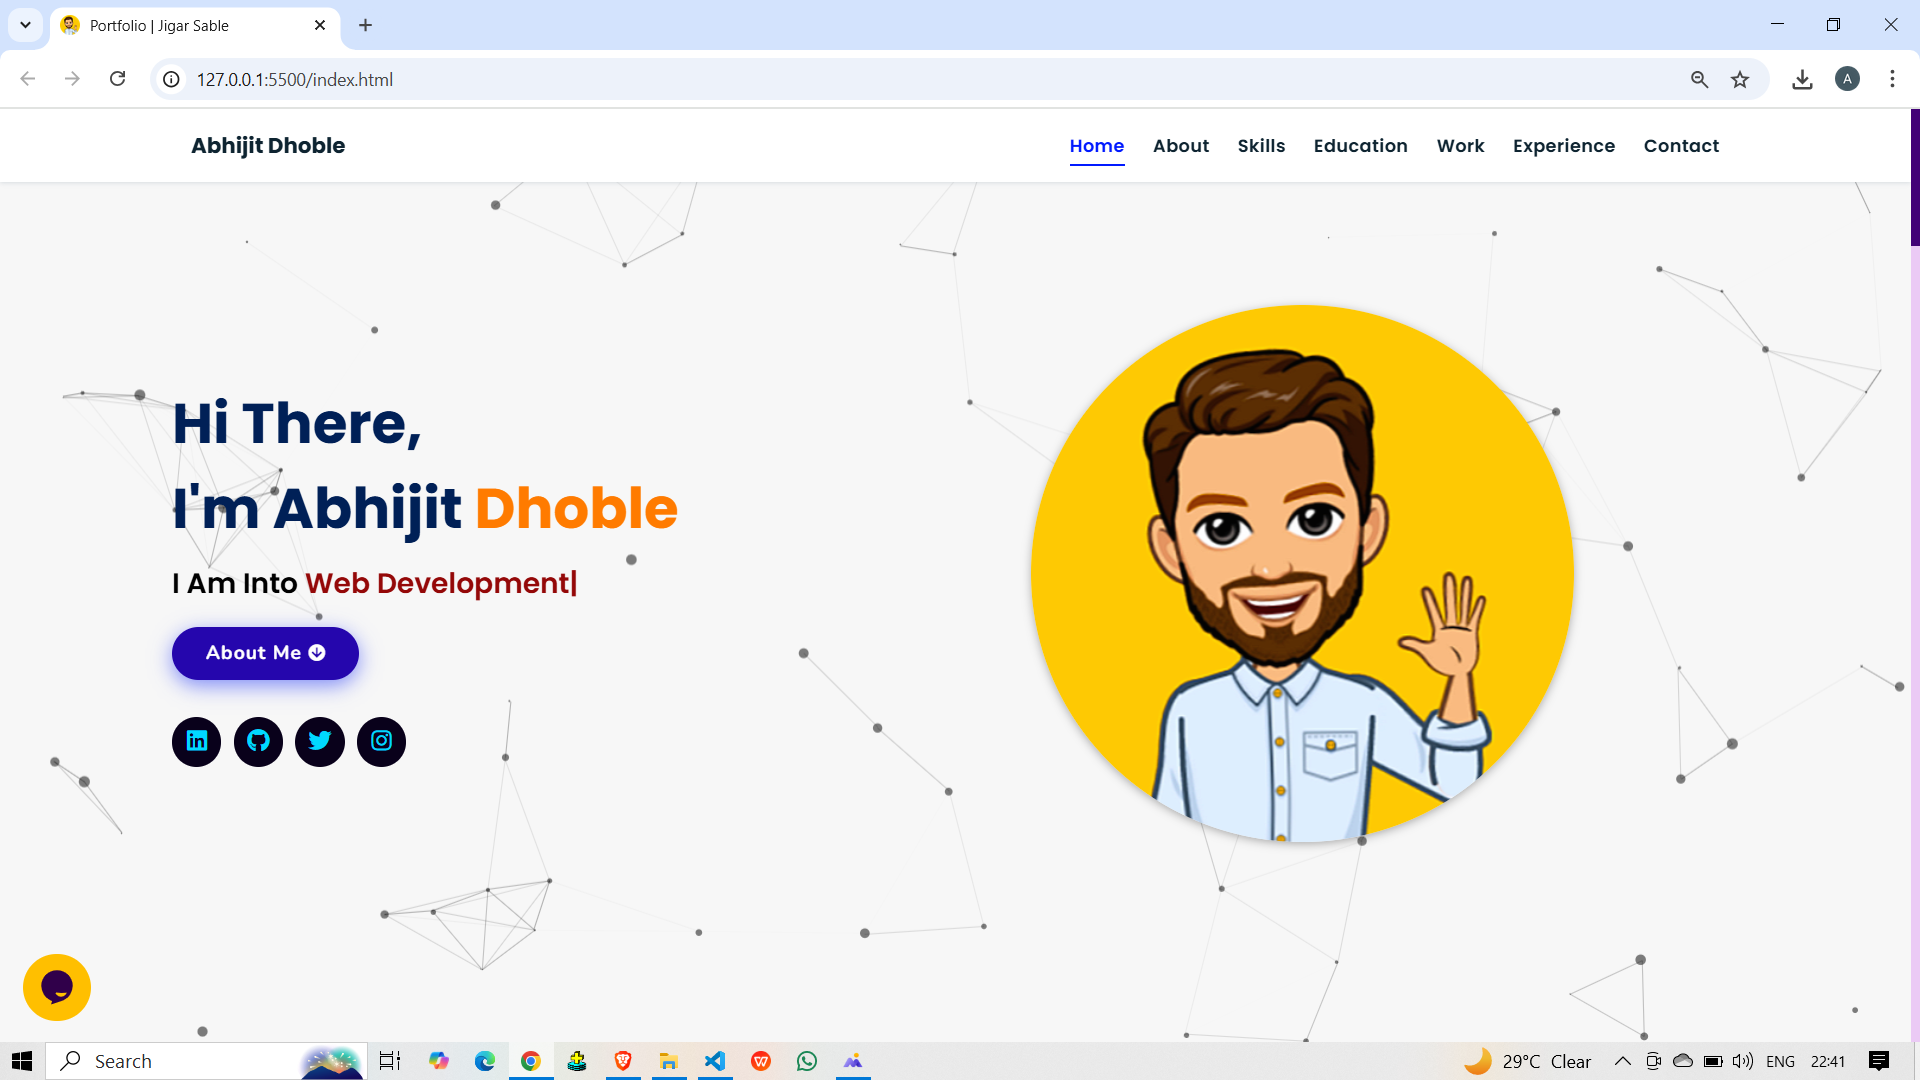 Portfolio | Jigar Sable
127.0.0.1:5500/index.html
A
Abhijit Dhoble
Home About Skills Education Work Experience Contact
Hi There,
I'm Abhijit Dhoble
I Am Into Web Development|
About Me
Search
29°C Clear
ENG
22:41